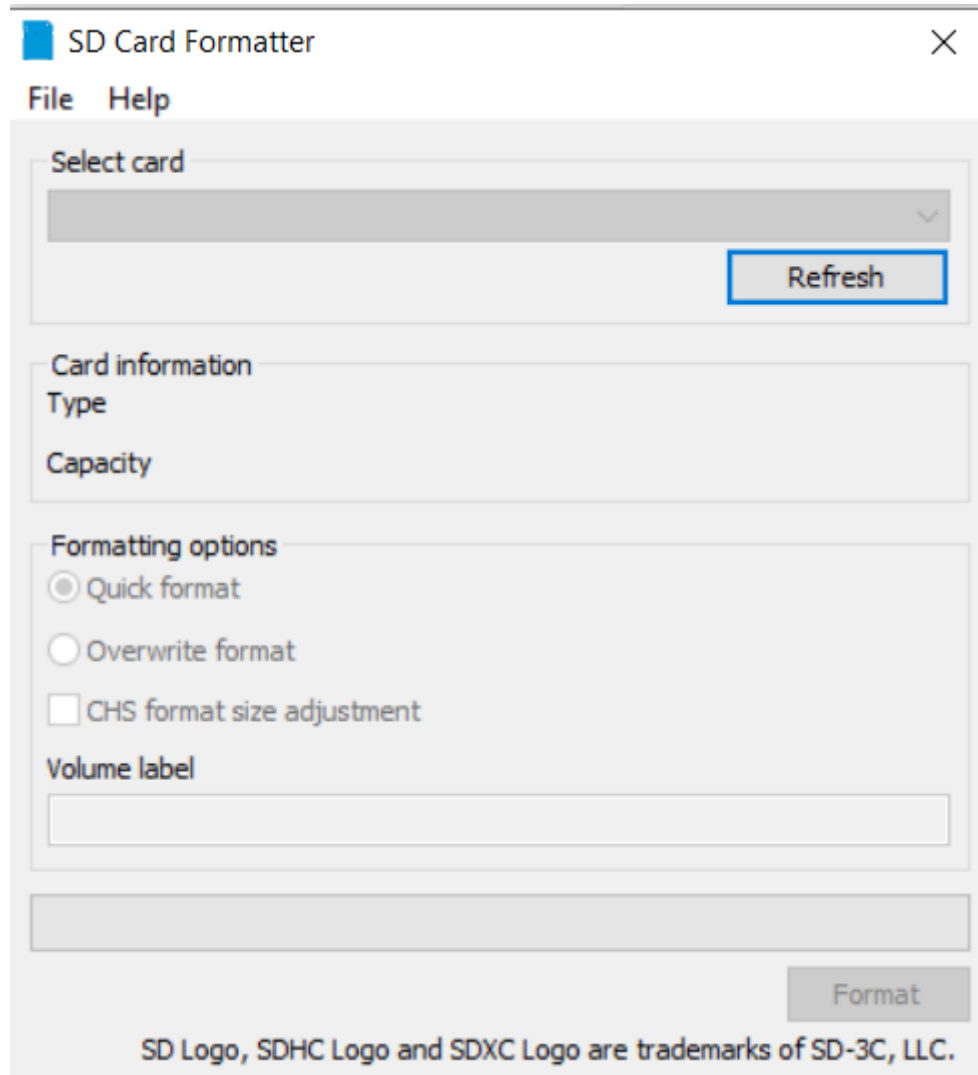 SD Card Formatter
File Help
Select card
Refresh
Card information
Type
Capacity
Formatting options
Quick format
Overwrite format
CHS format size adjustment
Volume label
Format
SD Logo, SDHC Logo and SDXC Logo are trademarks of SD-3C, LLC.